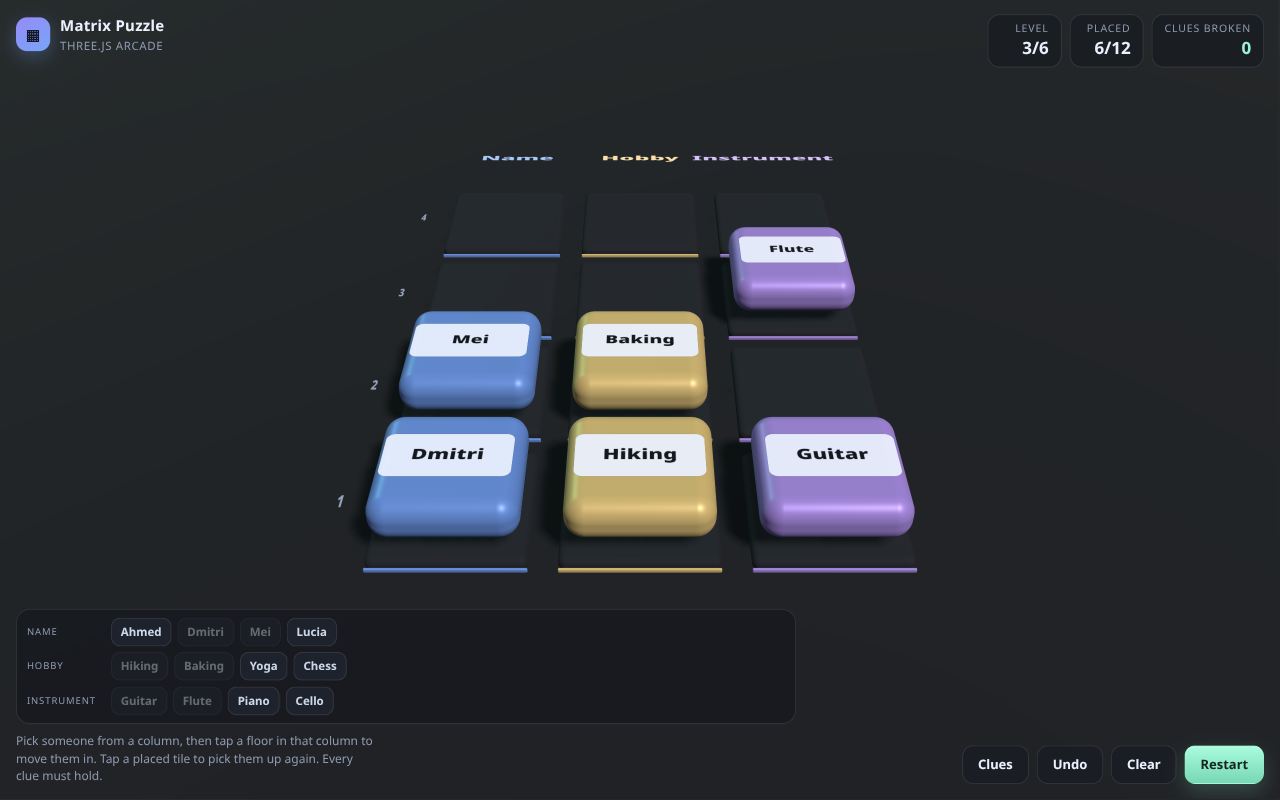 Matrix Puzzle
THREE.JS ARCADE
LEVEL
3/6
PLACED
6/12
CLUES BROKEN
0
Name Hobby Instrument
4
Flute
3
Mei Baking
2
Dmitri Hiking Guitar
1
NAME Ahmed Dmitri Mei Lucia
HOBBY Hiking Baking Yoga Chess
INSTRUMENT Guitar Flute Piano Cello
Pick someone from a column, then tap a floor in that column to
move them in. Tap a placed tile to pick them up again. Every
clue must hold.
Clues Undo Clear Restart